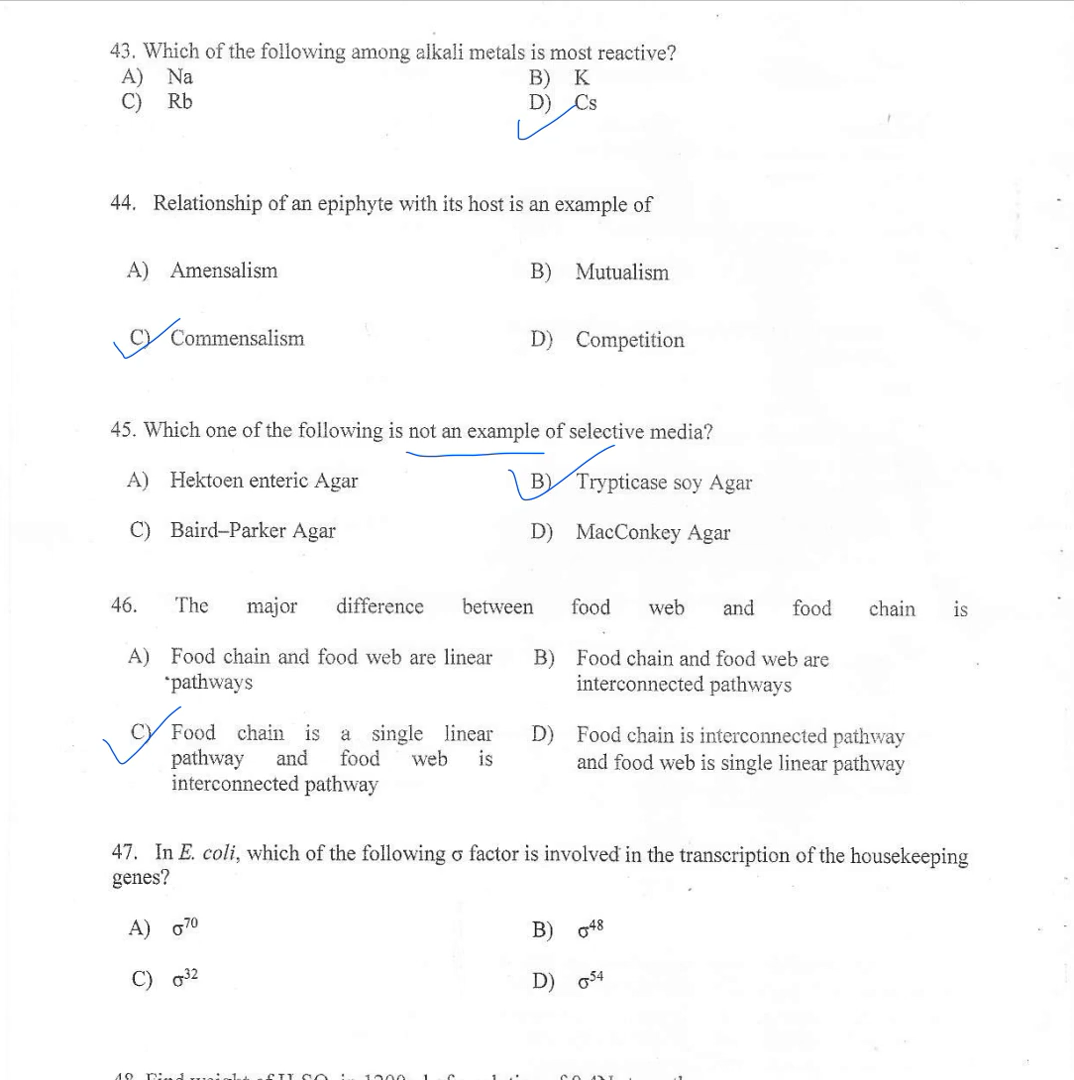 43. Which of the following among alkali metals is most reactive?
A) Na B) K
C) Rb D) Cs
44. Relationship of an epiphyte with its host is an example of
A) Amensalism B) Mutualism
C) Commensalism D) Competition
45. Which one of the following is not an example of selective media?
A) Hektoen enteric Agar B) Trypticase soy Agar
C) Baird–Parker Agar D) MacConkey Agar
46. The major difference between food web and food chain is
A) Food chain and food web are linear
pathways
B) Food chain and food web are
interconnected pathways
C) Food chain is a single linear
pathway and food web is
interconnected pathway
D) Food chain is interconnected pathway
and food web is single linear pathway
47. In E. coli, which of the following σ factor is involved in the transcription of the housekeeping
genes?
A) σ⁷⁰ B) σ⁴⁸
C) σ³² D) σ⁵⁴